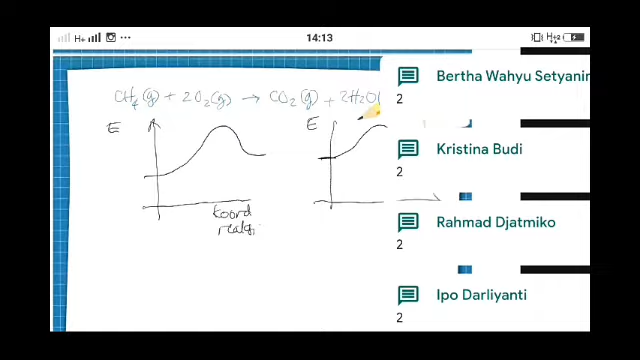 H+ 14:13 H+2
CH4(g) + 2O2(g) → CO2(g) + 2H2O(
E E
Koord
reaksi
Bertha Wahyu Setyanin
2
Kristina Budi
2
Rahmad Djatmiko
2
Ipo Darliyanti
2